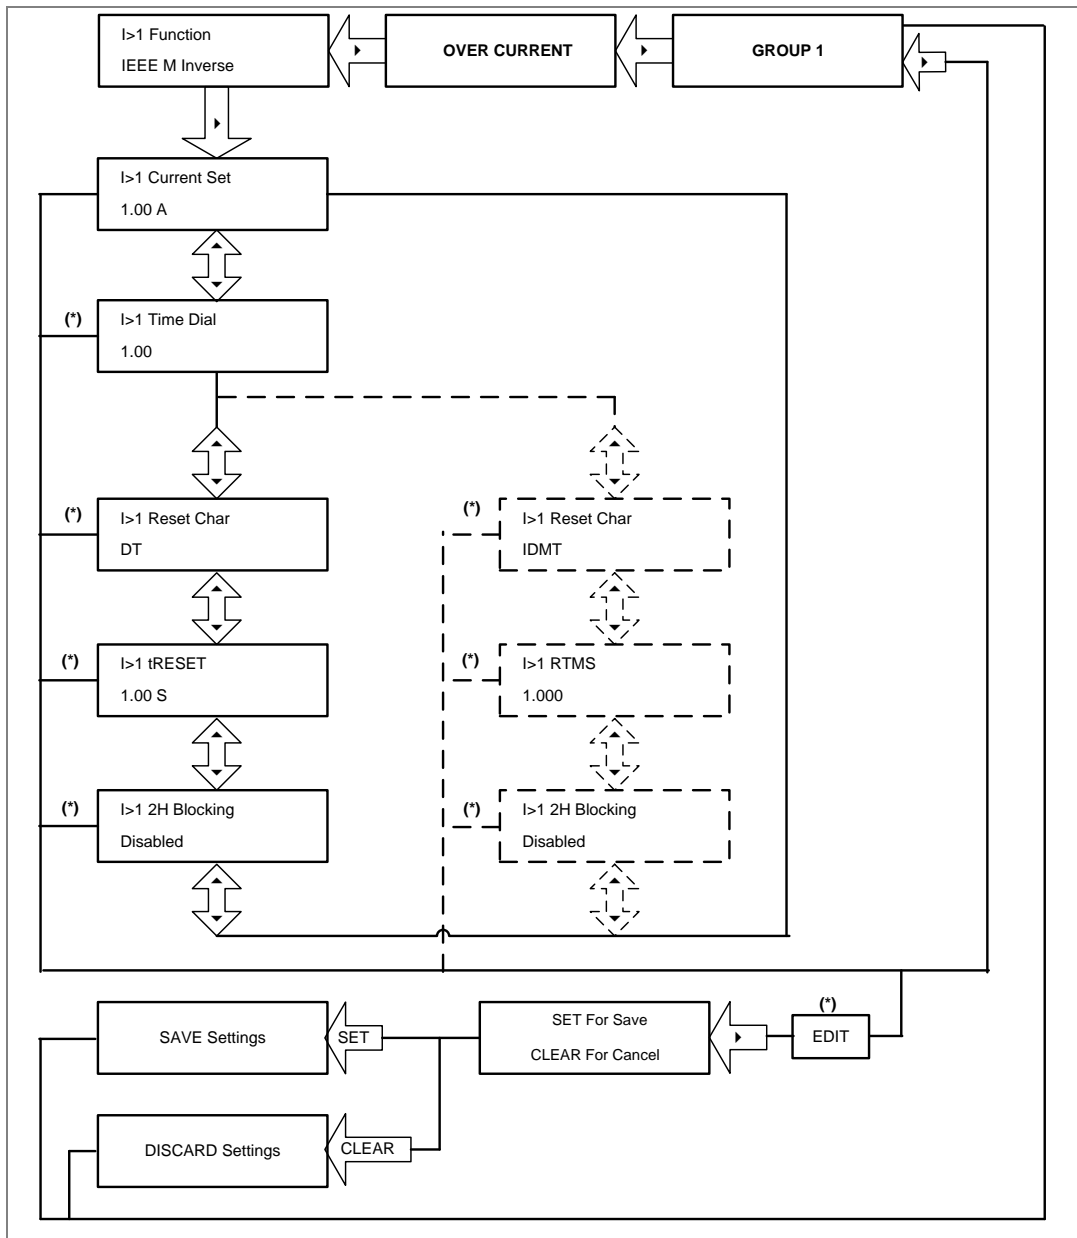 I>1 Function
IEEE M Inverse
OVER CURRENT
GROUP 1
I>1 Current Set
1.00 A
(*)
I>1 Time Dial
1.00
(*)
I>1 Reset Char
DT
(*)
I>1 Reset Char
IDMT
(*)
I>1 tRESET
1.00 S
(*)
I>1 RTMS
1.000
(*)
I>1 2H Blocking
Disabled
(*)
I>1 2H Blocking
Disabled
SAVE Settings
SET
SET For Save
CLEAR For Cancel
(*)
EDIT
DISCARD Settings
CLEAR